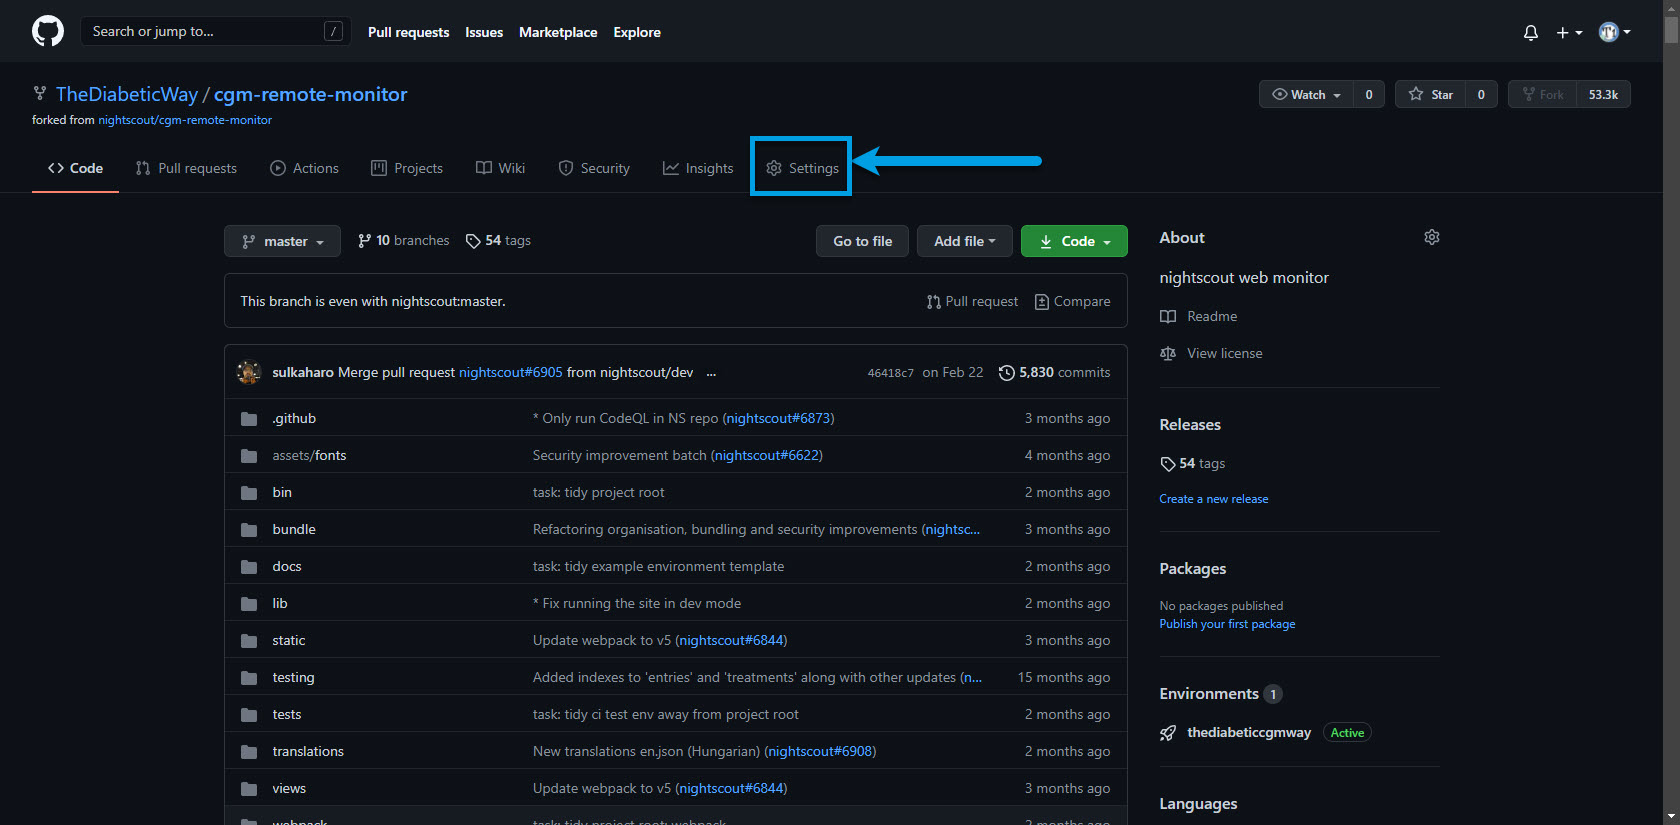 Search or jump to... /
Pull requests Issues Marketplace Explore
TheDiabeticWay / cgm-remote-monitor
Watch 0 Star 0 Fork 53.3k
forked from nightscout/cgm-remote-monitor
Code Pull requests Actions Projects Wiki Security Insights Settings
master 10 branches 54 tags Go to file Add file Code
This branch is even with nightscout:master. Pull request Compare
sulkaharo Merge pull request nightscout#6905 from nightscout/dev ... 46418c7 on Feb 22 5,830 commits
.github * Only run CodeQL in NS repo (nightscout#6873) 3 months ago
assets/fonts Security improvement batch (nightscout#6622) 4 months ago
bin task: tidy project root 2 months ago
bundle Refactoring organisation, bundling and security improvements (nightsc... 3 months ago
docs task: tidy example environment template 2 months ago
lib * Fix running the site in dev mode 2 months ago
static Update webpack to v5 (nightscout#6844) 3 months ago
testing Added indexes to 'entries' and 'treatments' along with other updates (n... 15 months ago
tests task: tidy ci test env away from project root 2 months ago
translations New translations en.json (Hungarian) (nightscout#6908) 2 months ago
views Update webpack to v5 (nightscout#6844) 3 months ago
webpack task: tidy project root: webpack 2 months ago
About
nightscout web monitor
Readme
View license
Releases
54 tags
Create a new release
Packages
No packages published
Publish your first package
Environments 1
thediabeticcgmway Active
Languages